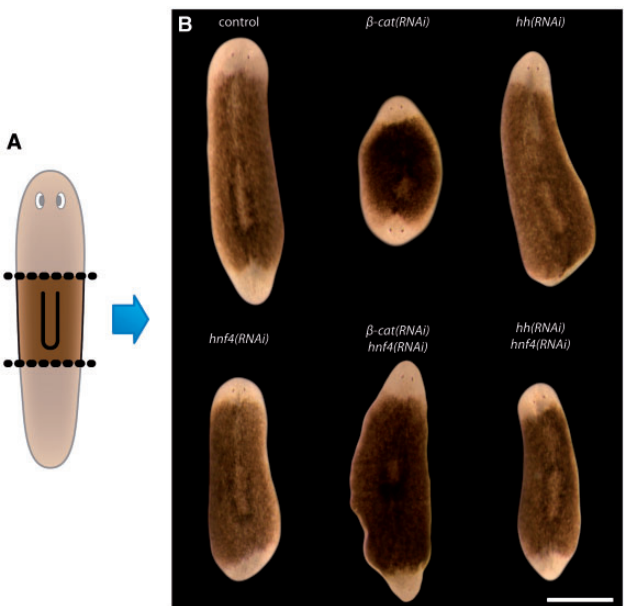 A
B
control
β-cat(RNAi)
hh(RNAi)
hnf4(RNAi)
β-cat(RNAi)
hnf4(RNAi)
hh(RNAi)
hnf4(RNAi)